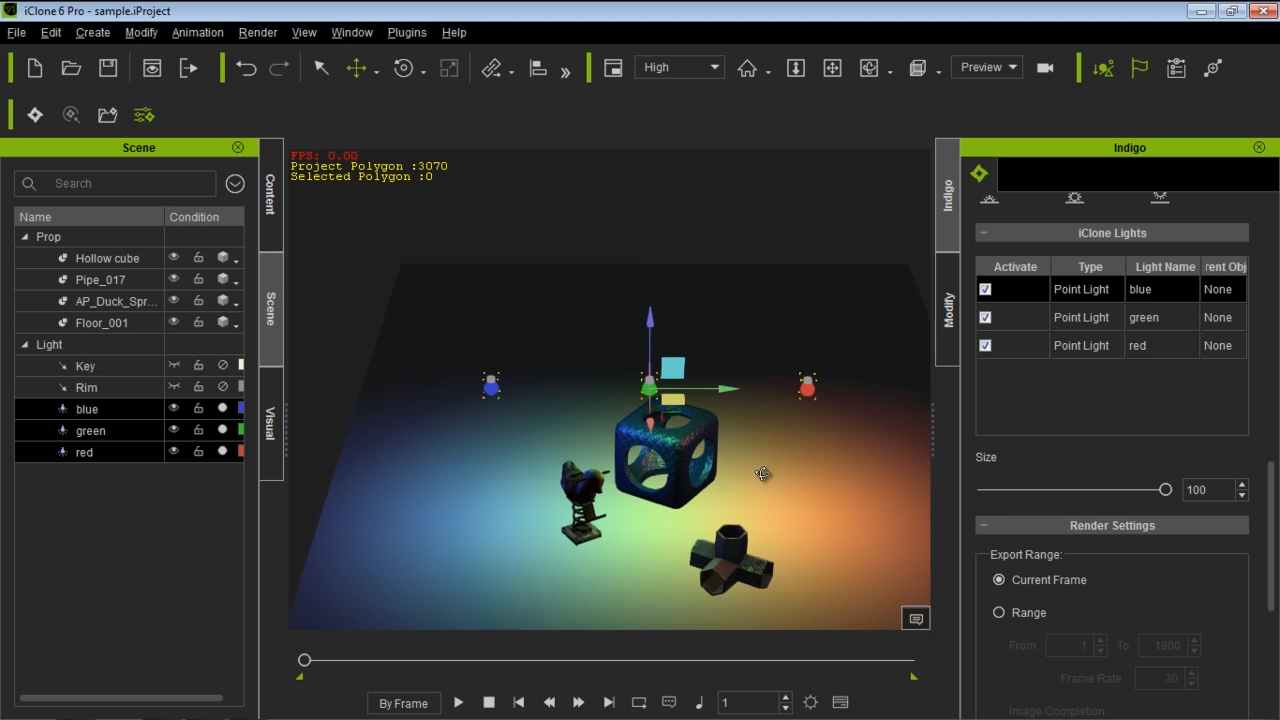 iClone 6 Pro - sample.iProject
File Edit Create Modify Animation Render View Window Plugins Help
High Preview
Scene
Search
Name Condition
Prop
Hollow cube
Pipe_017
AP_Duck_Spr...
Floor_001
Light
Key
Rim
blue
green
red
Content
Scene
Visual
FPS: 0.00
Project Polygon :3070
Selected Polygon :0
By Frame
1
Indigo
Modify
Indigo
iClone Lights
Activate Type Light Name rent Obj
Point Light blue None
Point Light green None
Point Light red None
Size
100
Render Settings
Export Range:
Current Frame
Range
From 1 To 1800
Frame Rate 30
Image Completion: